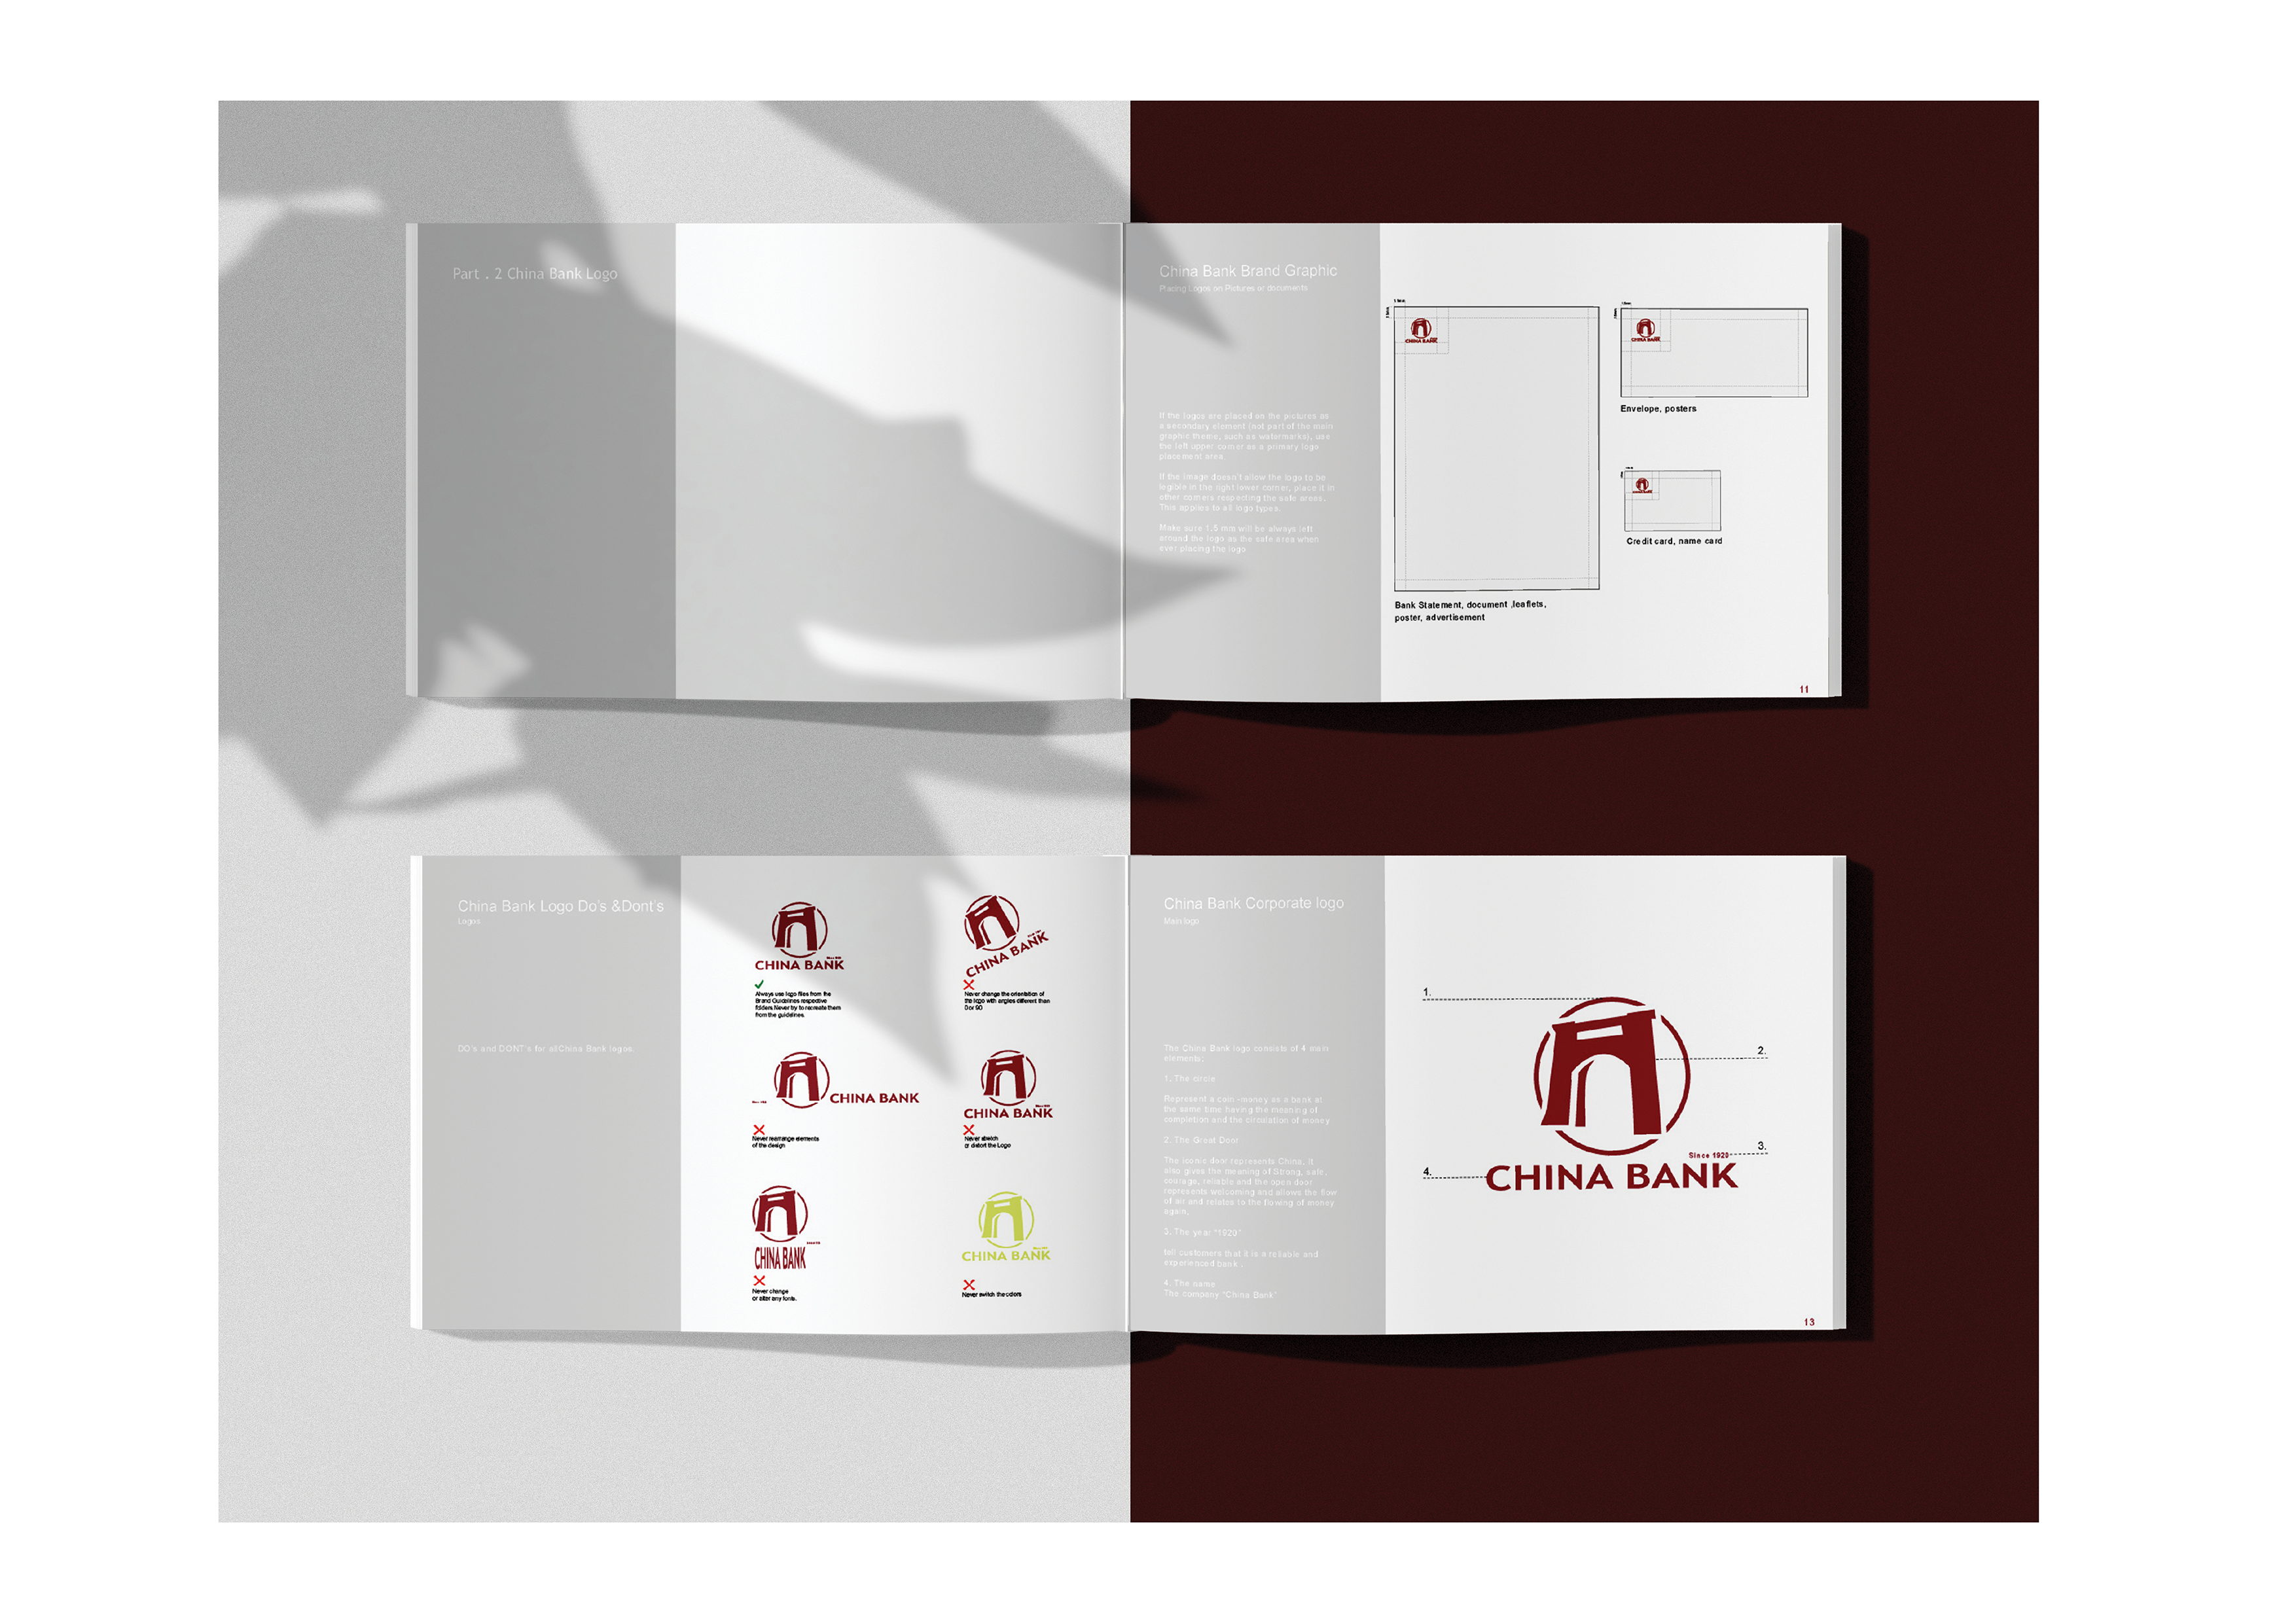 Part . 2 China Bank Logo
China Bank Brand Graphic
Placing Logos on Pictures or documents
If the logos are placed on the pictures as
a secondary element (not part of the main
graphic theme, such as watermarks), use
the left upper corner as a primary logo
placement area.
If the image doesn't allow the logo to be
legible in the right lower corner, place it in
other corners respecting the safe areas.
This applies to all logo types.
Make sure 1.5 mm will be always left
around the logo as the safe area when
ever placing the logo
CHINA BANK
Bank Statement, document ,leaflets,
poster, advertisement
CHINA BANK
Envelope, posters
Credit card, name card
11
China Bank Logo Do's &Dont's
Logos
DO's and DONT's for all China Bank logos.
CHINA BANK
Always use logo files from the
Brand Guidelines respective
folders. Never try to recreate them
from the guidelines.
CHINA BANK
Never change the orientation of
the logo with angles different than
0 or 90
CHINA BANK
Never rearrange elements
of the design
CHINA BANK
Never stretch
or distort the Logo
CHINA BANK
Never change
or alter any fonts.
CHINA BANK
Never switch the colors
China Bank Corporate logo
Main logo
The China Bank logo consists of 4 main
elements:
1. The circle
Represent a coin -money as a bank at
the same time having the meaning of
completion and the circulation of money
2. The Great Door
The iconic door represents China, it
also gives the meaning of Strong, safe,
courage, reliable and the open door
represents welcoming and allows the flow
of air and relates to the flowing of money
again.
3. The year "1920"
tell customers that it is a reliable and
experienced bank .
4. The name
The company "China Bank"
1.
2.
3.
4.
Since 1920
CHINA BANK
13